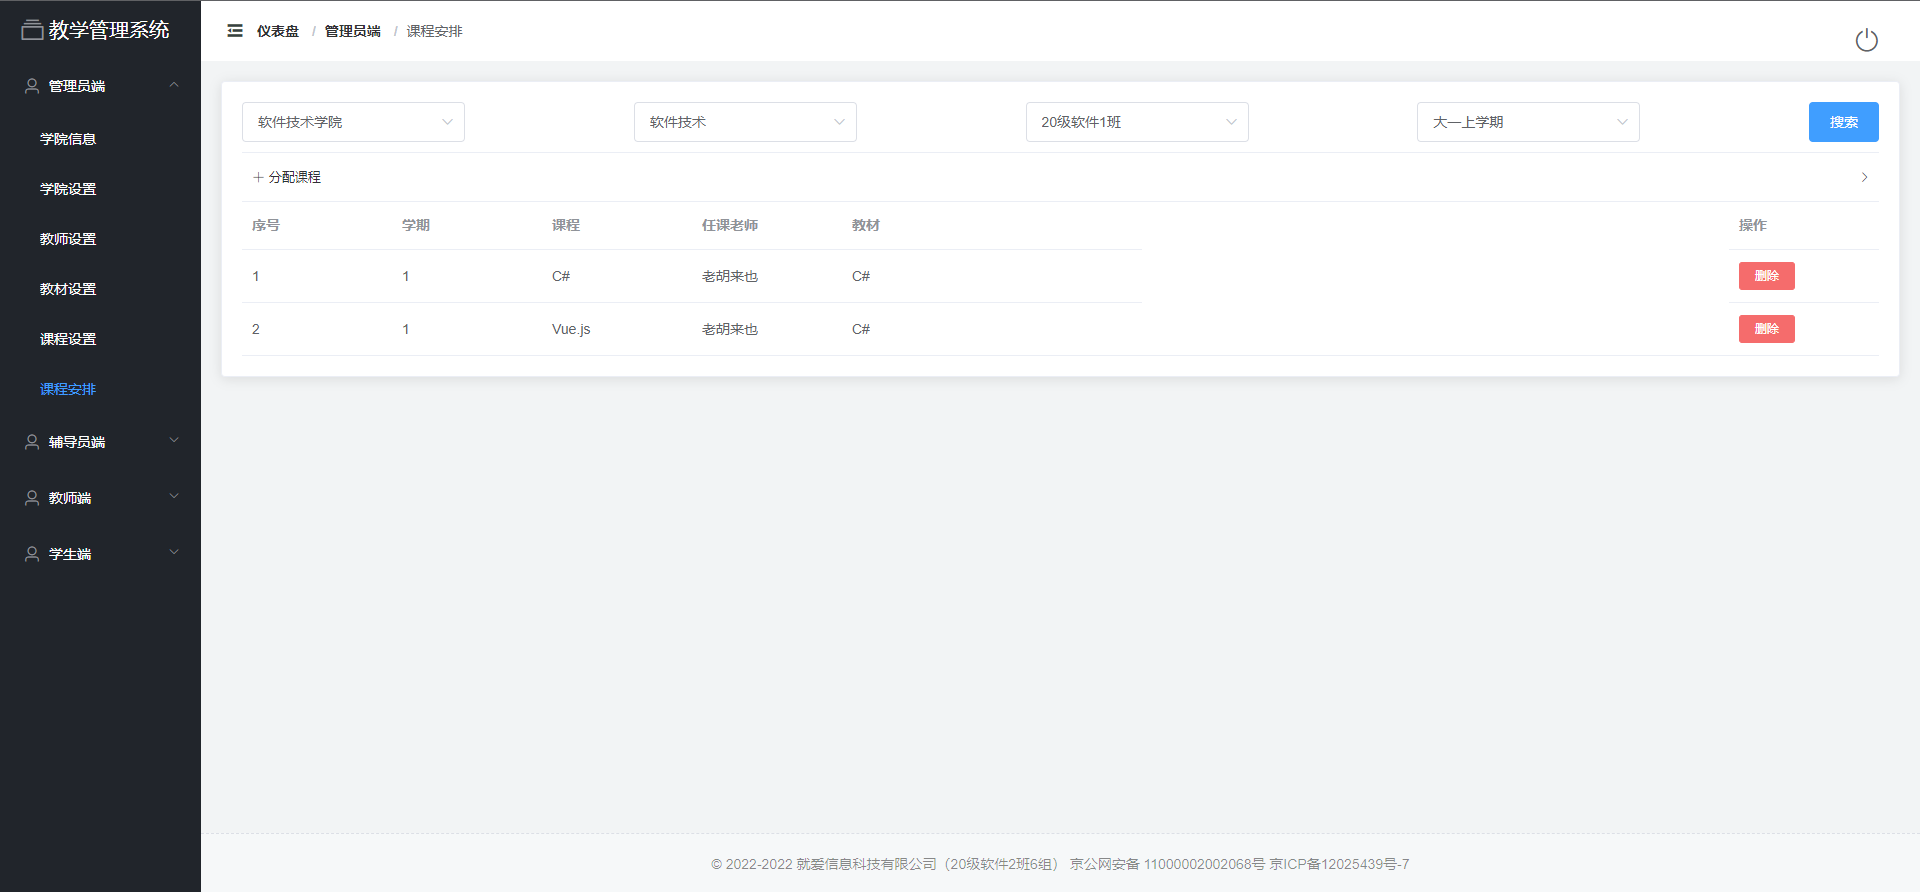 教学管理系统
管理员端
学院信息
学院设置
教师设置
教材设置
课程设置
课程安排
辅导员端
教师端
学生端
仪表盘 / 管理员端 / 课程安排
软件技术学院 软件技术 20级软件1班 大一上学期 搜索
分配课程
序号 学期 课程 任课老师 教材 操作
1 1 C# 老胡来也 C# 删除
2 1 Vue.js 老胡来也 C# 删除
© 2022-2022 就爱信息科技有限公司（20级软件2班6组） 京公网安备 11000002002068号 京ICP备12025439号-7